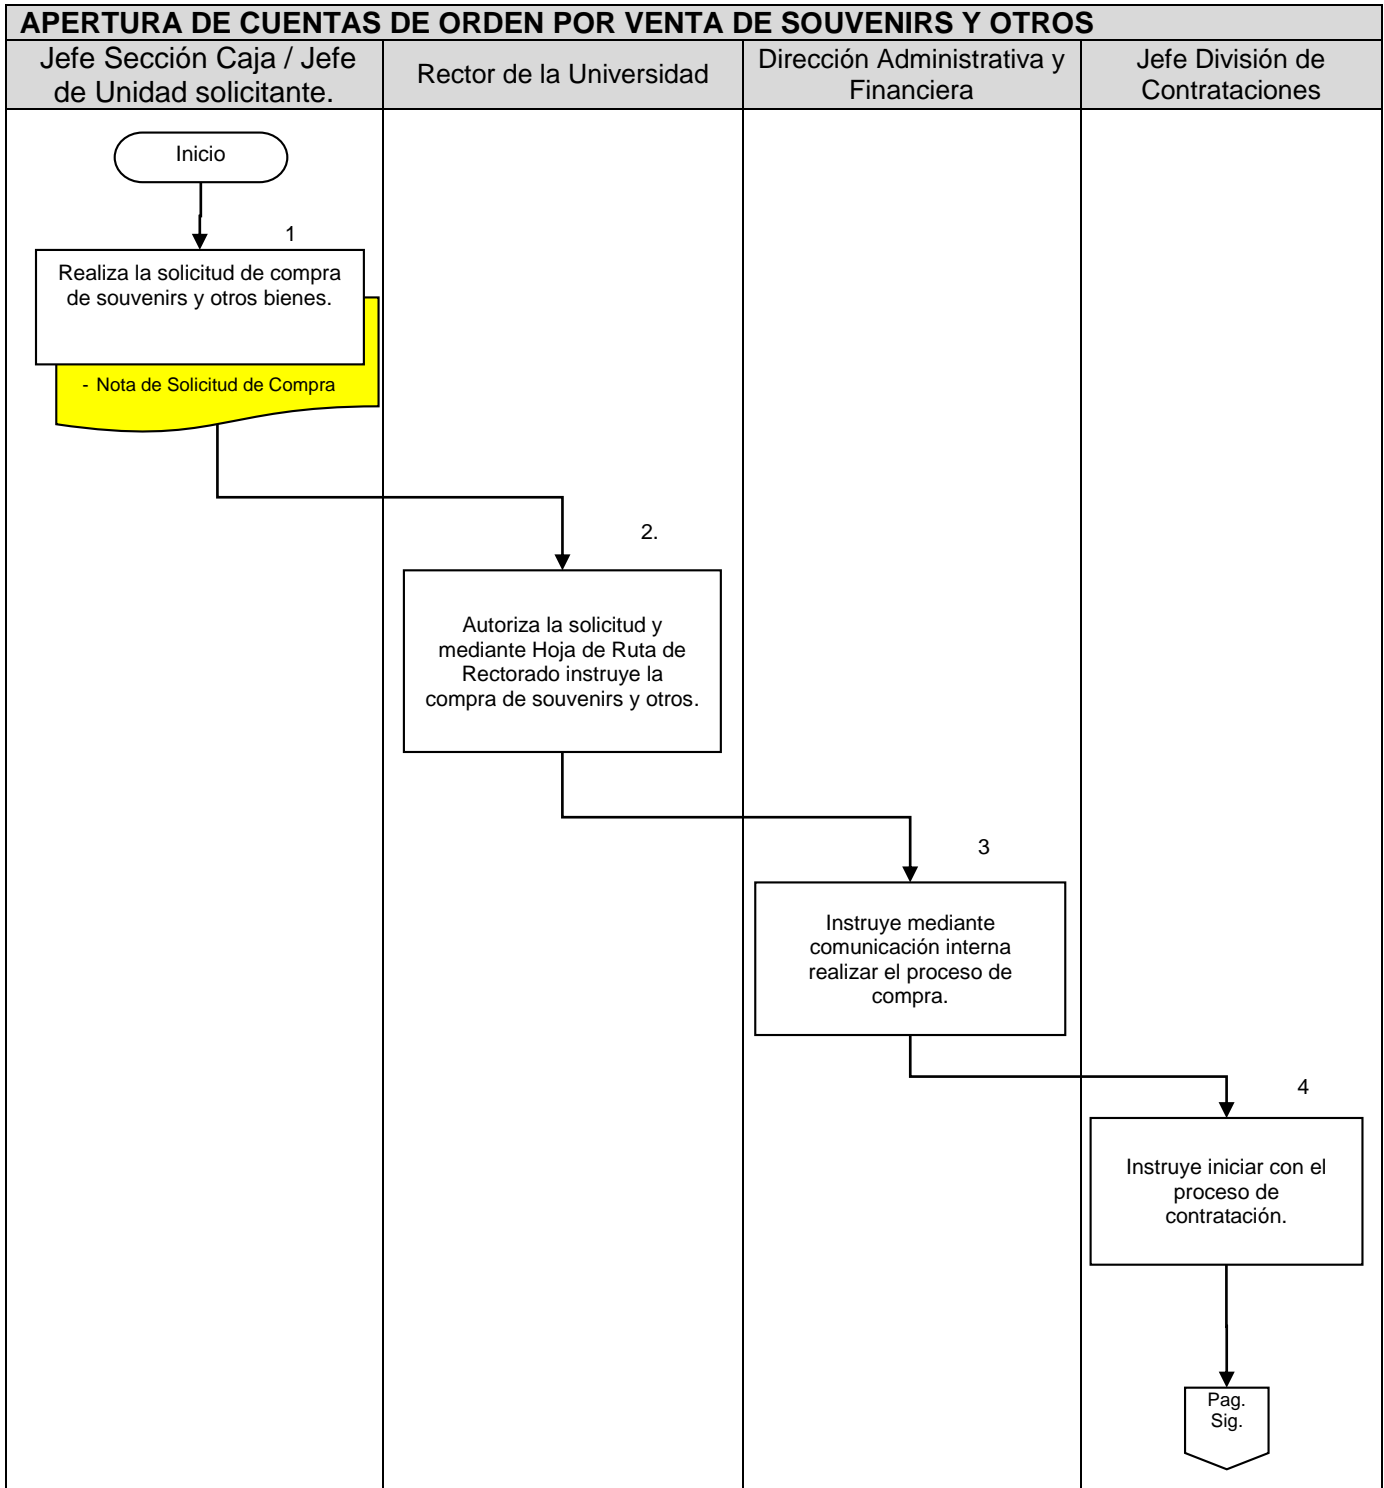 APERTURA DE CUENTAS DE ORDEN POR VENTA DE SOUVENIRS Y OTROS
Jefe Sección Caja / Jefe
de Unidad solicitante.
Rector de la Universidad
Dirección Administrativa y
Financiera
Jefe División de
Contrataciones
Inicio
1
Realiza la solicitud de compra
de souvenirs y otros bienes.
- Nota de Solicitud de Compra
2.
Autoriza la solicitud y
mediante Hoja de Ruta de
Rectorado instruye la
compra de souvenirs y otros.
3
Instruye mediante
comunicación interna
realizar el proceso de
compra.
4
Instruye iniciar con el
proceso de
contratación.
Pag.
Sig.